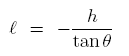 ℓ = − h / tan θ